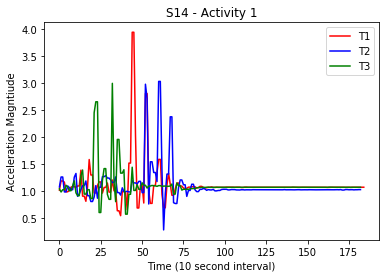 S14 - Activity 1
Acceleration Magntiude
4.0
3.5
3.0
2.5
2.0
1.5
1.0
0.5
T1
T2
T3
0 25 50 75 100 125 150 175
Time (10 second interval)